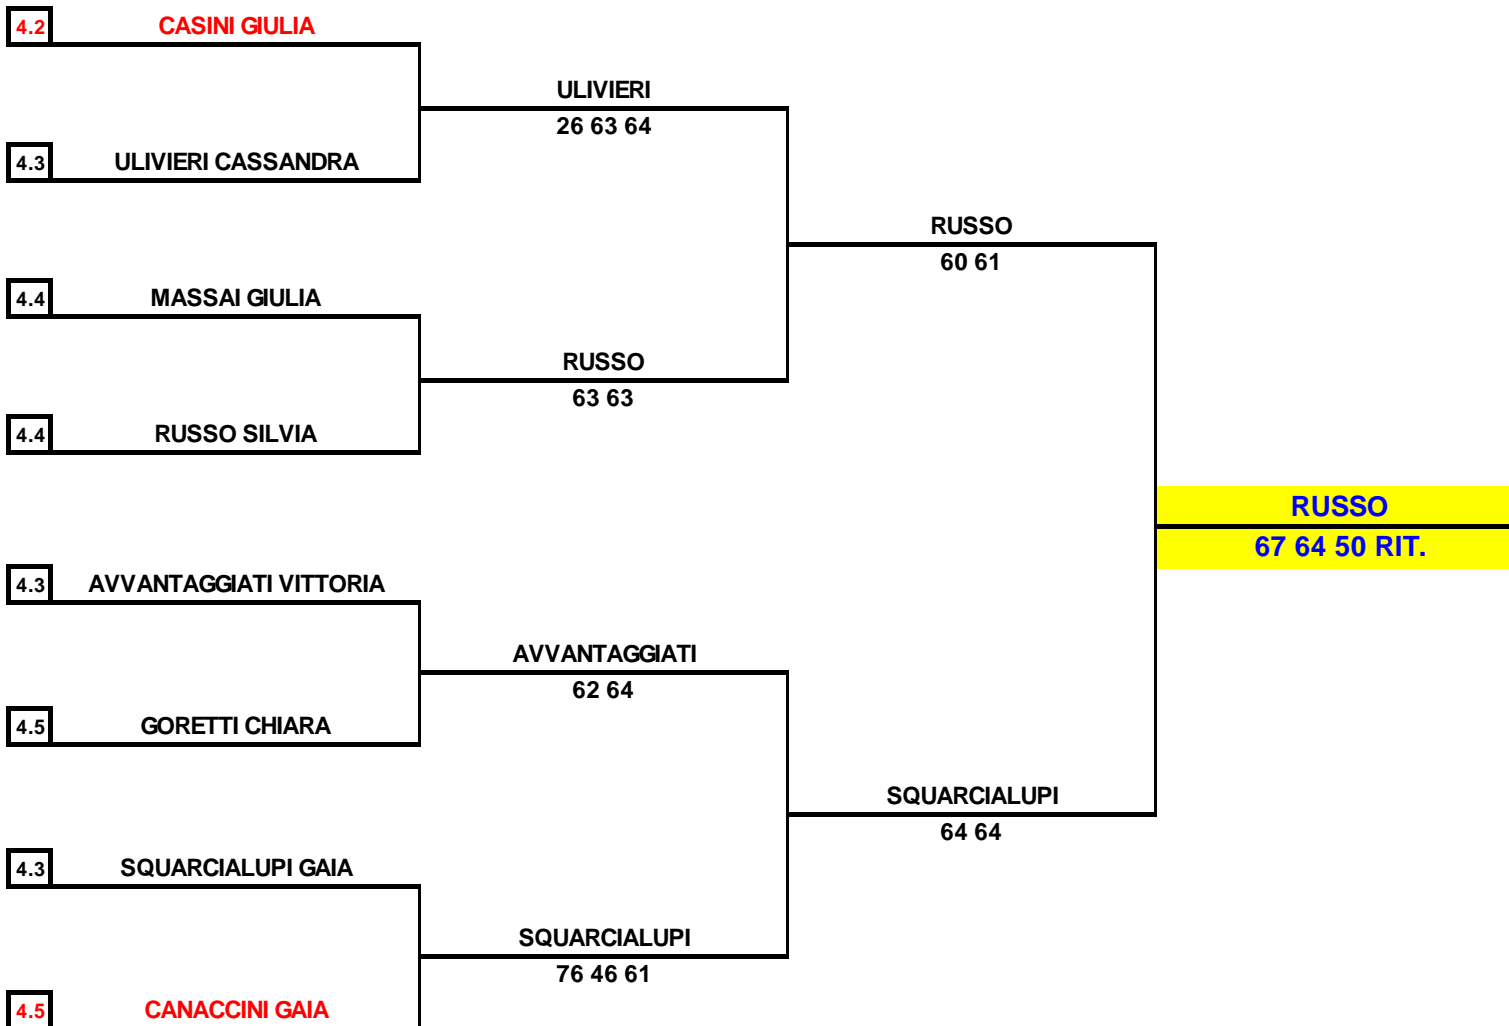 4.2 CASINI GIULIA
ULIVIERI
26 63 64
4.3 ULIVIERI CASSANDRA
RUSSO
60 61
4.4 MASSAI GIULIA
RUSSO
63 63
4.4 RUSSO SILVIA
RUSSO
67 64 50 RIT.
4.3 AVVANTAGGIATI VITTORIA
AVVANTAGGIATI
62 64
4.5 GORETTI CHIARA
SQUARCIALUPI
64 64
4.3 SQUARCIALUPI GAIA
SQUARCIALUPI
76 46 61
4.5 CANACCINI GAIA